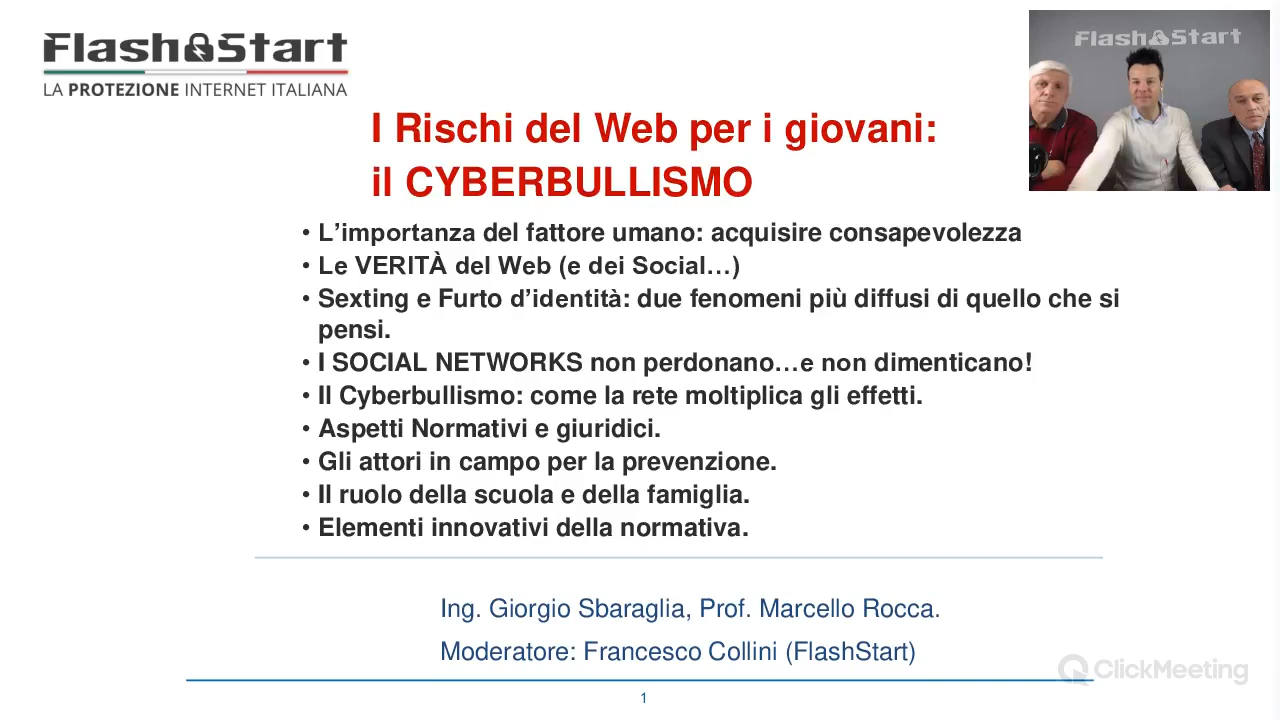 Flash Start
LA PROTEZIONE INTERNET ITALIANA
Flash Start
I Rischi del Web per i giovani:
il CYBERBULLISMO
• L’importanza del fattore umano: acquisire consapevolezza
• Le VERITÀ del Web (e dei Social…)
• Sexting e Furto d’identità: due fenomeni più diffusi di quello che si
pensi.
• I SOCIAL NETWORKS non perdonano…e non dimenticano!
• Il Cyberbullismo: come la rete moltiplica gli effetti.
• Aspetti Normativi e giuridici.
• Gli attori in campo per la prevenzione.
• Il ruolo della scuola e della famiglia.
• Elementi innovativi della normativa.
Ing. Giorgio Sbaraglia, Prof. Marcello Rocca.
Moderatore: Francesco Collini (FlashStart)
ClickMeeting
1